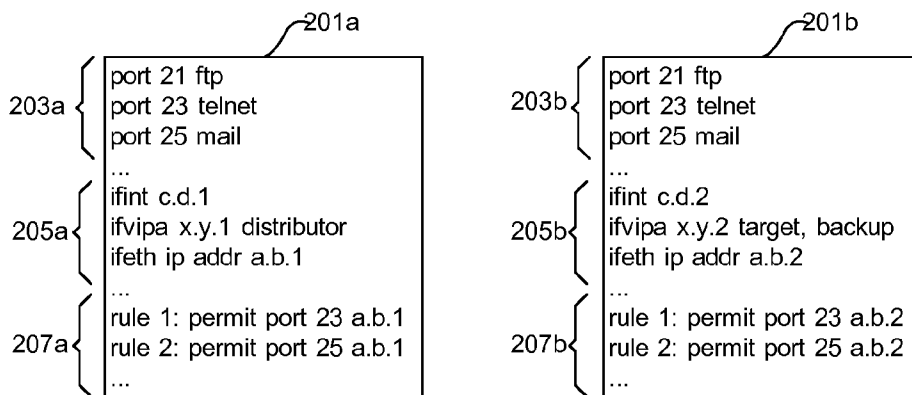 201a
203a
port 21 ftp
port 23 telnet
port 25 mail
...
205a
ifint c.d.1
ifvipa x.y.1 distributor
ifeth ip addr a.b.1
...
207a
rule 1: permit port 23 a.b.1
rule 2: permit port 25 a.b.1
...
201b
203b
port 21 ftp
port 23 telnet
port 25 mail
...
205b
ifint c.d.2
ifvipa x.y.2 target, backup
ifeth ip addr a.b.2
...
207b
rule 1: permit port 23 a.b.2
rule 2: permit port 25 a.b.2
...